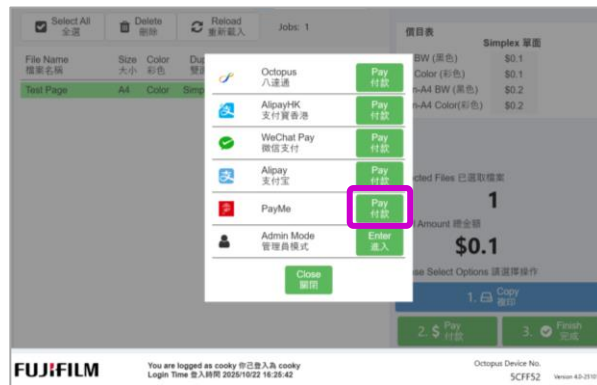 Select All
全選
Delete
刪除
Reload
重新載入
Jobs: 1
File Name
檔案名稱
Size
大小
Color
彩色
Test Page
A4
Color
Octopus
八達通
Pay
付款
AlipayHK
支付寶香港
Pay
付款
WeChat Pay
微信支付
Pay
付款
Alipay
支付宝
Pay
付款
PayMe
Pay
付款
Admin Mode
管理員模式
Enter
進入
Close
關閉
價目表
Simplex 單面
BW (黑色)
$0.1
Color (彩色)
$0.1
n-A4 BW (黑色)
$0.2
n-A4 Color(彩色)
$0.2
cted Files 已選取檔案
1
Amount 總金額
$0.1
se Select Options 請選擇操作
1.
Copy
復印
2. $
Pay
付款
3.
Finish
完成
FUJIFILM
You are logged as cooky 你已登入為 cooky
Login Time 登入時間 2025/10/22 16:25:42
Octopus Device No.
5CFF52